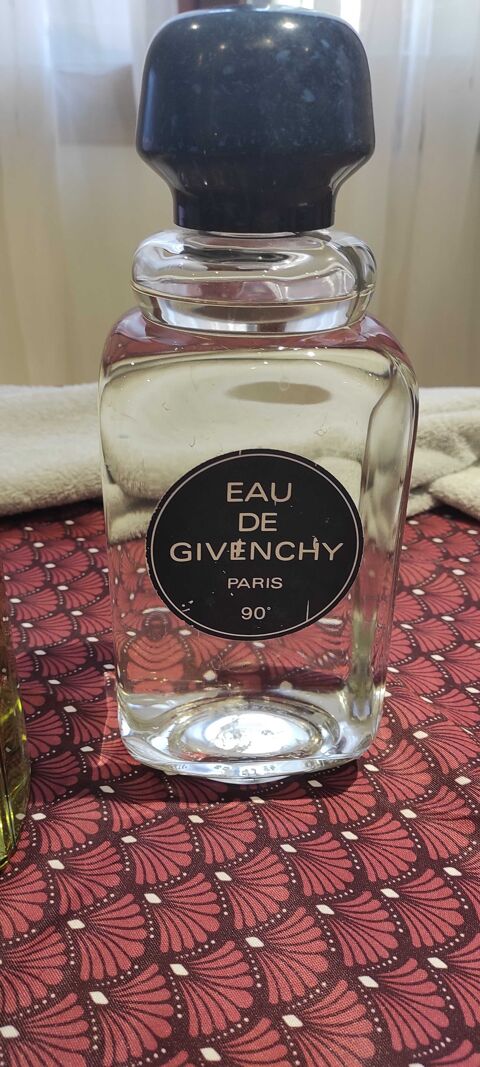 EAU
DE
GIVENCHY
PARIS
90°